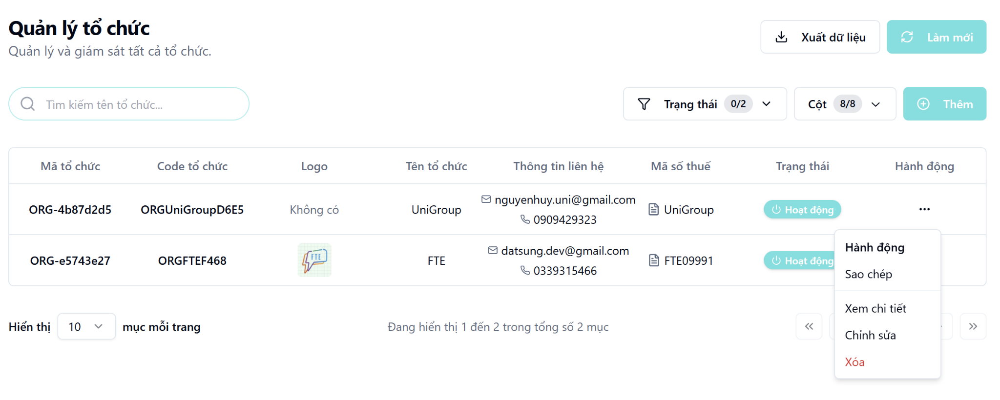 Quản lý tổ chức
Quản lý và giám sát tất cả tổ chức.
Xuất dữ liệu
Làm mới
Tìm kiếm tên tổ chức...
Trạng thái 0/2
Cột 8/8
Thêm
Mã tổ chức Code tổ chức Logo Tên tổ chức Thông tin liên hệ Mã số thuế Trạng thái Hành động
ORG-4b87d2d5 ORGUniGroupD6E5 Không có UniGroup nguyenhuy.uni@gmail.com UniGroup Hoạt động ...
0909429323
ORG-e5743e27 ORGFTEF468 FTE FTE datsung.dev@gmail.com FTE09991 Hoạt động
0339315466
Hành động
Sao chép
Xem chi tiết
Chỉnh sửa
Xóa
Hiển thị 10 mục mỗi trang
Đang hiển thị 1 đến 2 trong tổng số 2 mục